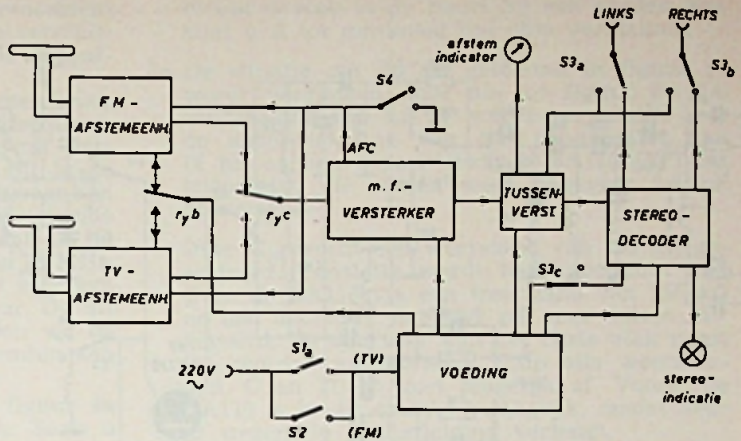 LINKS
RECHTS
afstem
indicator
S3a
S3b
FM-
AFSTEMEENH
S4
AFC
m.f.-
VERSTERKER
TUSSEN-
VERST
STEREO-
DECODER
ryb
ryc
TV-
AFSTEMEENH
S3c
220V
~
S1a
(TV)
VOEDING
S2
(FM)
stereo-
indicatie